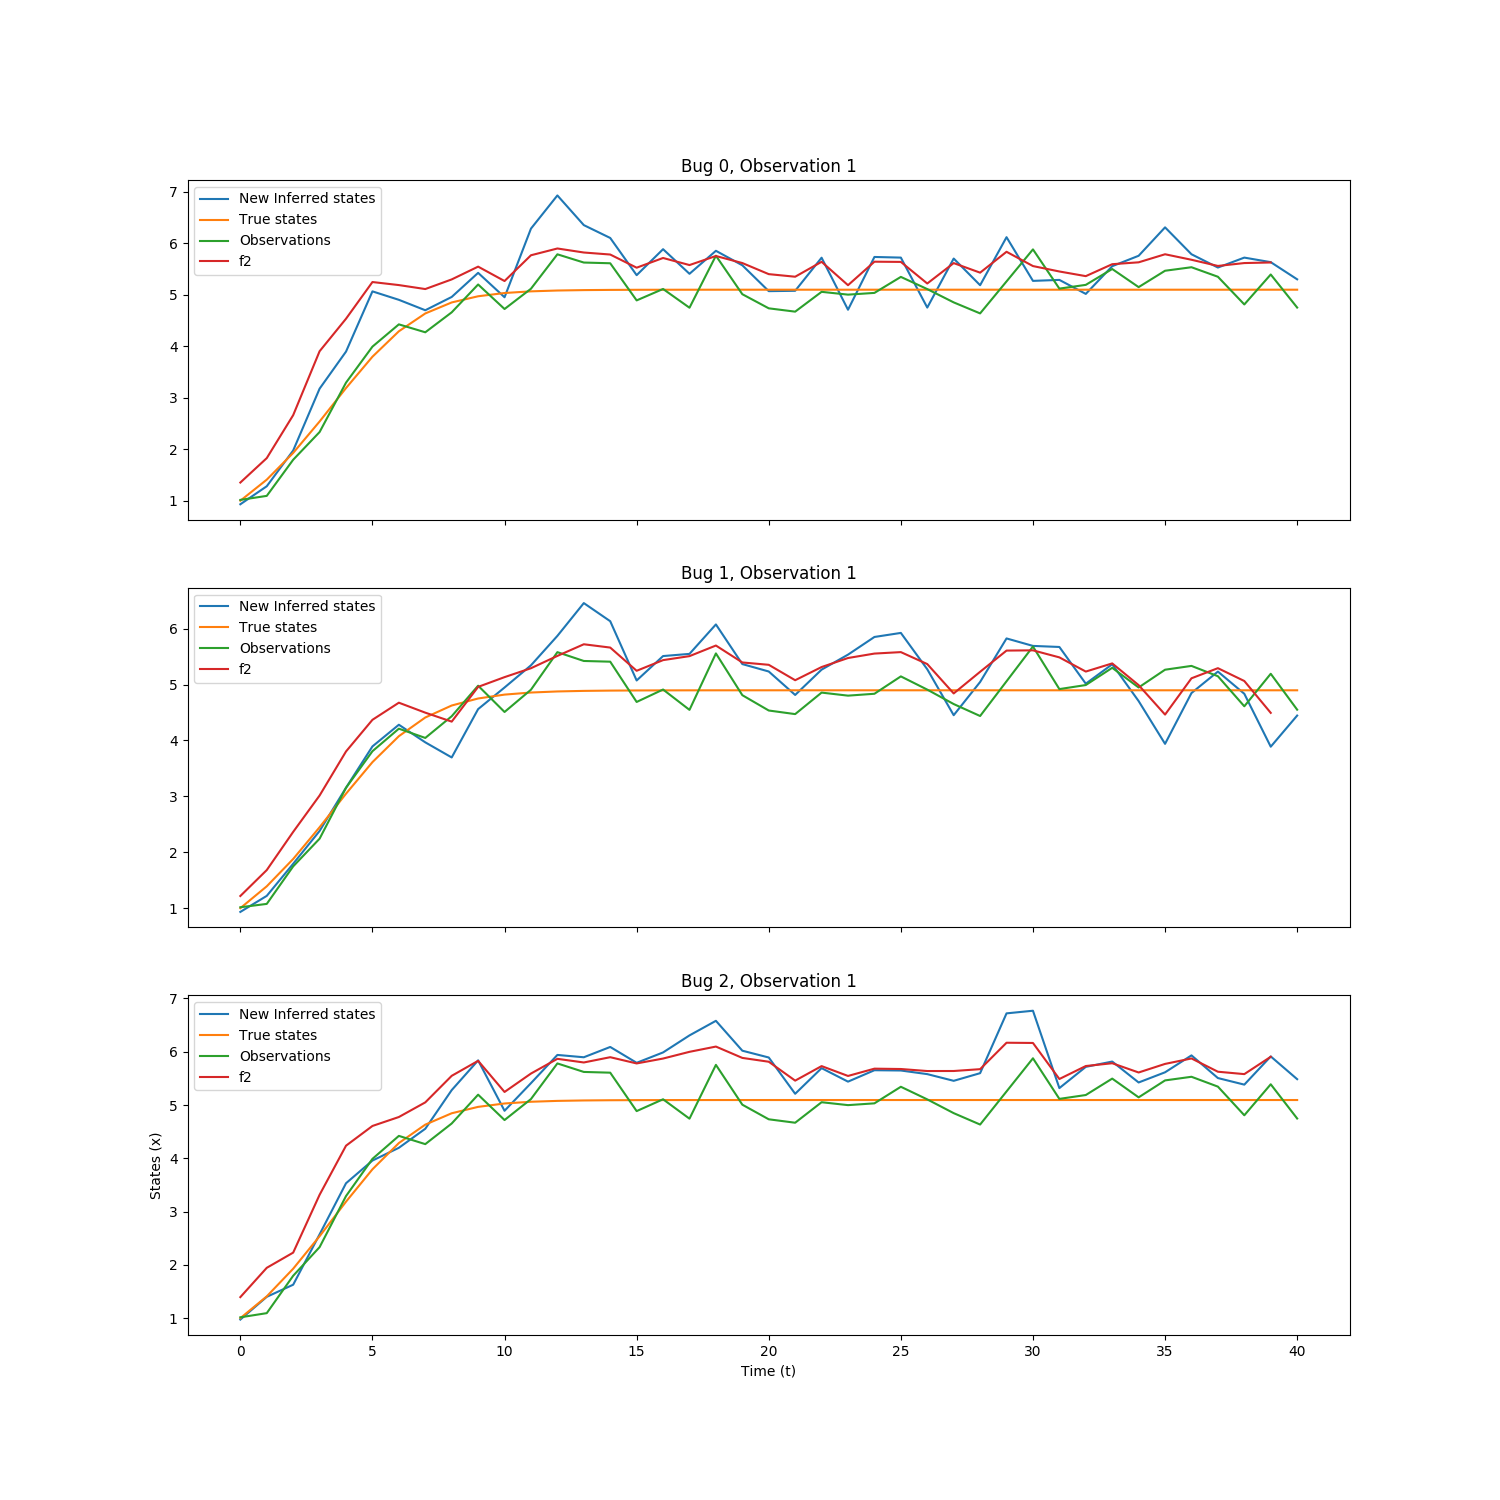 Bug 0, Observation 1
7
6
5
4
3
2
1
New Inferred states
True states
Observations
f2
Bug 1, Observation 1
6
5
4
3
2
1
New Inferred states
True states
Observations
f2
Bug 2, Observation 1
7
6
5
4
3
2
1
States (x)
New Inferred states
True states
Observations
f2
0 5 10 15 20 25 30 35 40
Time (t)